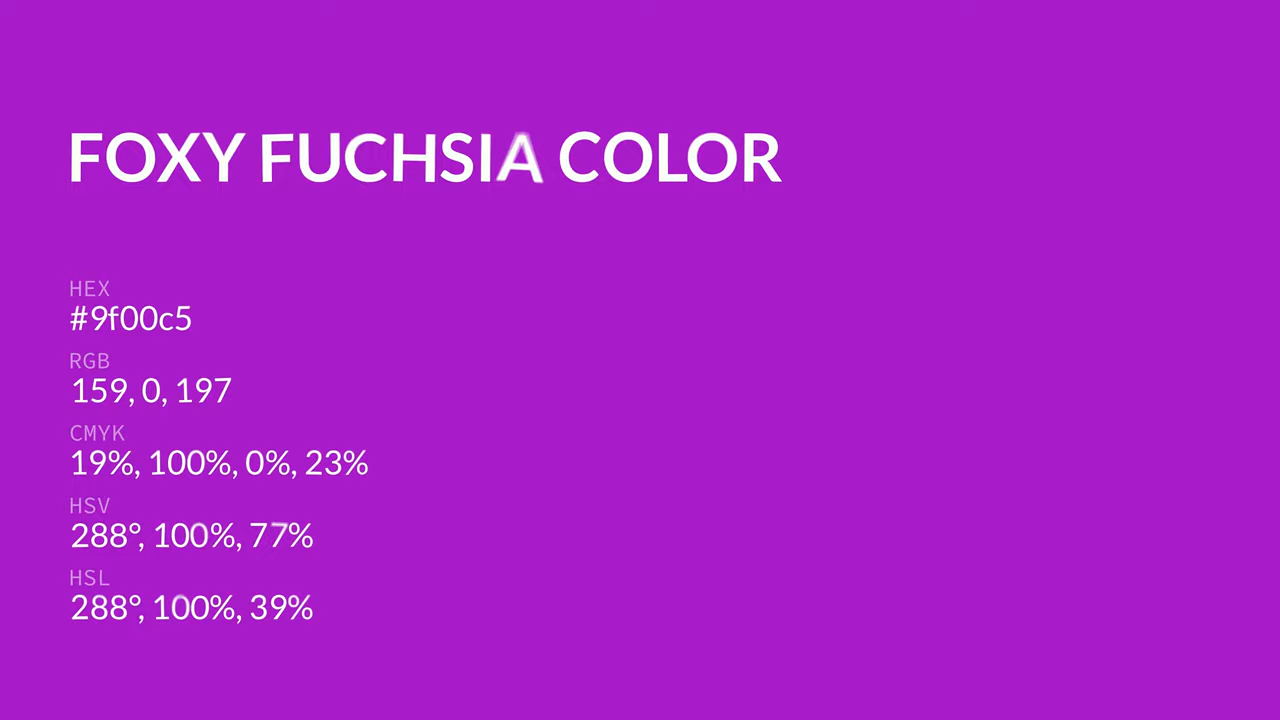 FOXY FUCHSIA COLOR
HEX
#9f00c5
RGB
159, 0, 197
CMYK
19%, 100%, 0%, 23%
HSV
288°, 100%, 77%
HSL
288°, 100%, 39%